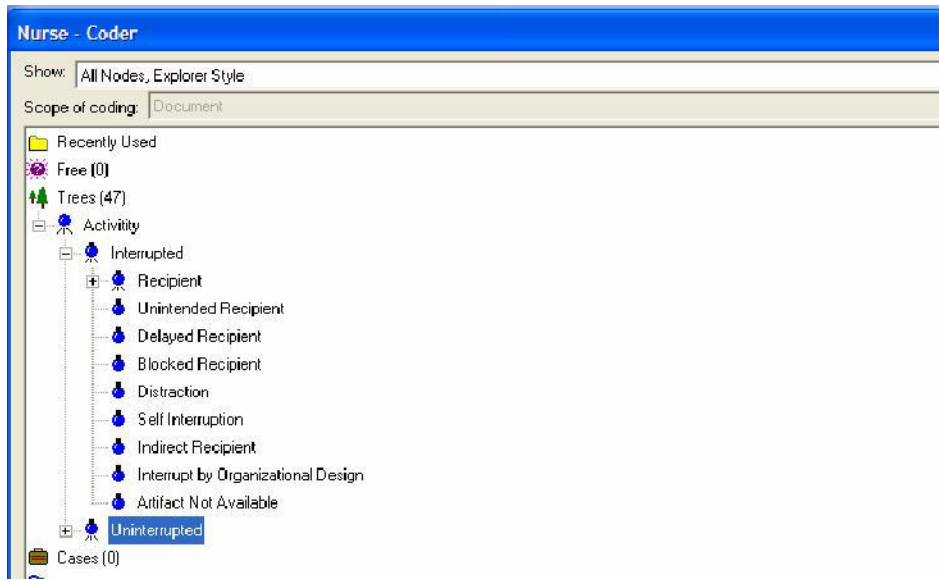 Nurse - Coder
Show: All Nodes, Explorer Style
Scope of coding: Document
Recently Used
Free (0)
Trees (47)
Activitity
Interrupted
Recipient
Unintended Recipient
Delayed Recipient
Blocked Recipient
Distraction
Self Interruption
Indirect Recipient
Interrupt by Organizational Design
Artifact Not Available
Uninterrupted
Cases (0)